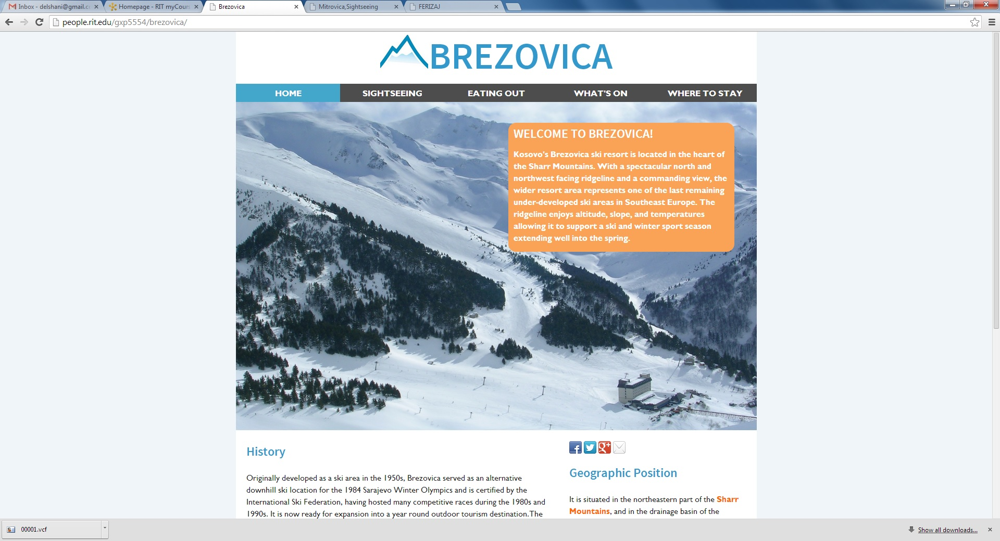 Inbox - delshani@gmail.c
Homepage - RIT myCour
Brezovica
Mitrovica,Sightseeing
FERIZAJ
people.rit.edu/gxp5554/brezovica/
BREZOVICA
HOME SIGHTSEEING EATING OUT WHAT'S ON WHERE TO STAY
WELCOME TO BREZOVICA!
Kosovo's Brezovica ski resort is located in the heart of
the Sharr Mountains. With a spectacular north and
northwest facing ridgeline and a commanding view, the
wider resort area represents one of the last remaining
under-developed ski areas in Southeast Europe. The
ridgeline enjoys altitude, slope, and temperatures
allowing it to support a ski and winter sport season
extending well into the spring.
History
Originally developed as a ski area in the 1950s, Brezovica served as an alternative
downhill ski location for the 1984 Sarajevo Winter Olympics and is certified by the
International Ski Federation, having hosted many competitive races during the 1980s and
1990s. It is now ready for expansion into a year round outdoor tourism destination.The
Geographic Position
It is situated in the northeastern part of the Sharr
Mountains, and in the drainage basin of the
00001.vcf
Show all downloads...